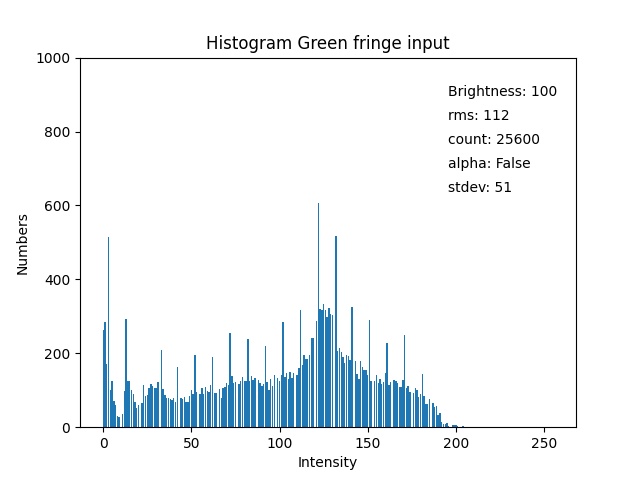 Histogram Green fringe input
1000
800
600
400
200
0
Numbers
Brightness: 100
rms: 112
count: 25600
alpha: False
stdev: 51
0 50 100 150 200 250
Intensity